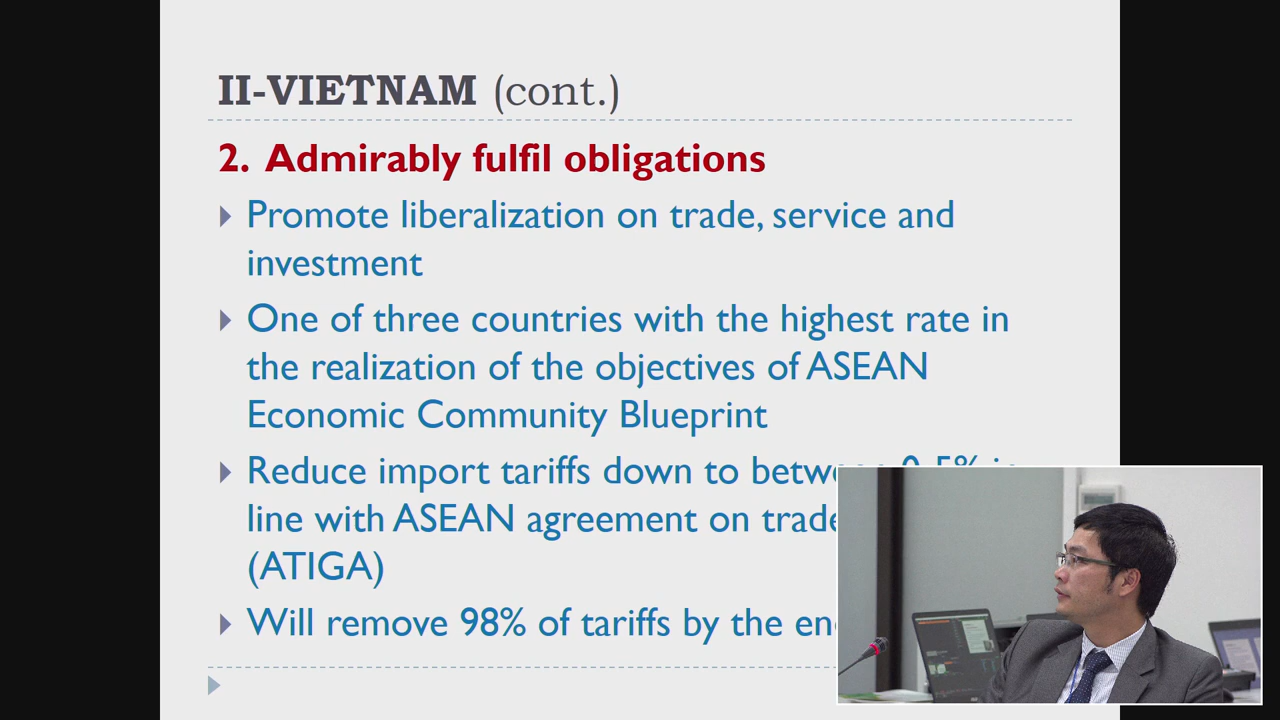 II-VIETNAM (cont.)
2. Admirably fulfil obligations
Promote liberalization on trade, service and
investment
One of three countries with the highest rate in
the realization of the objectives of ASEAN
Economic Community Blueprint
Reduce import tariffs down to between 0-5% in
line with ASEAN agreement on trade
(ATIGA)
Will remove 98% of tariffs by the